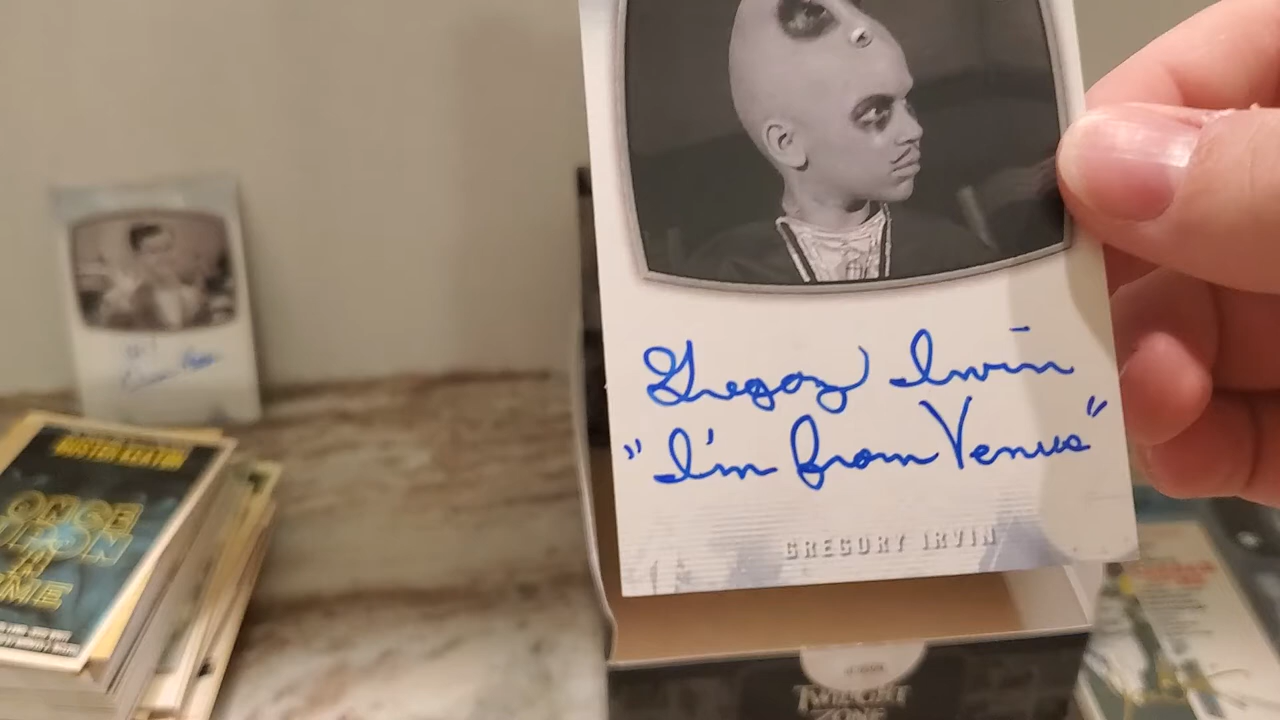 Gregory Irvin
"I'm from Venus"
GREGORY IRVIN
BUSTER KEATON
ONCE
UPON
A
TIME
TWILIGHT
ZONE